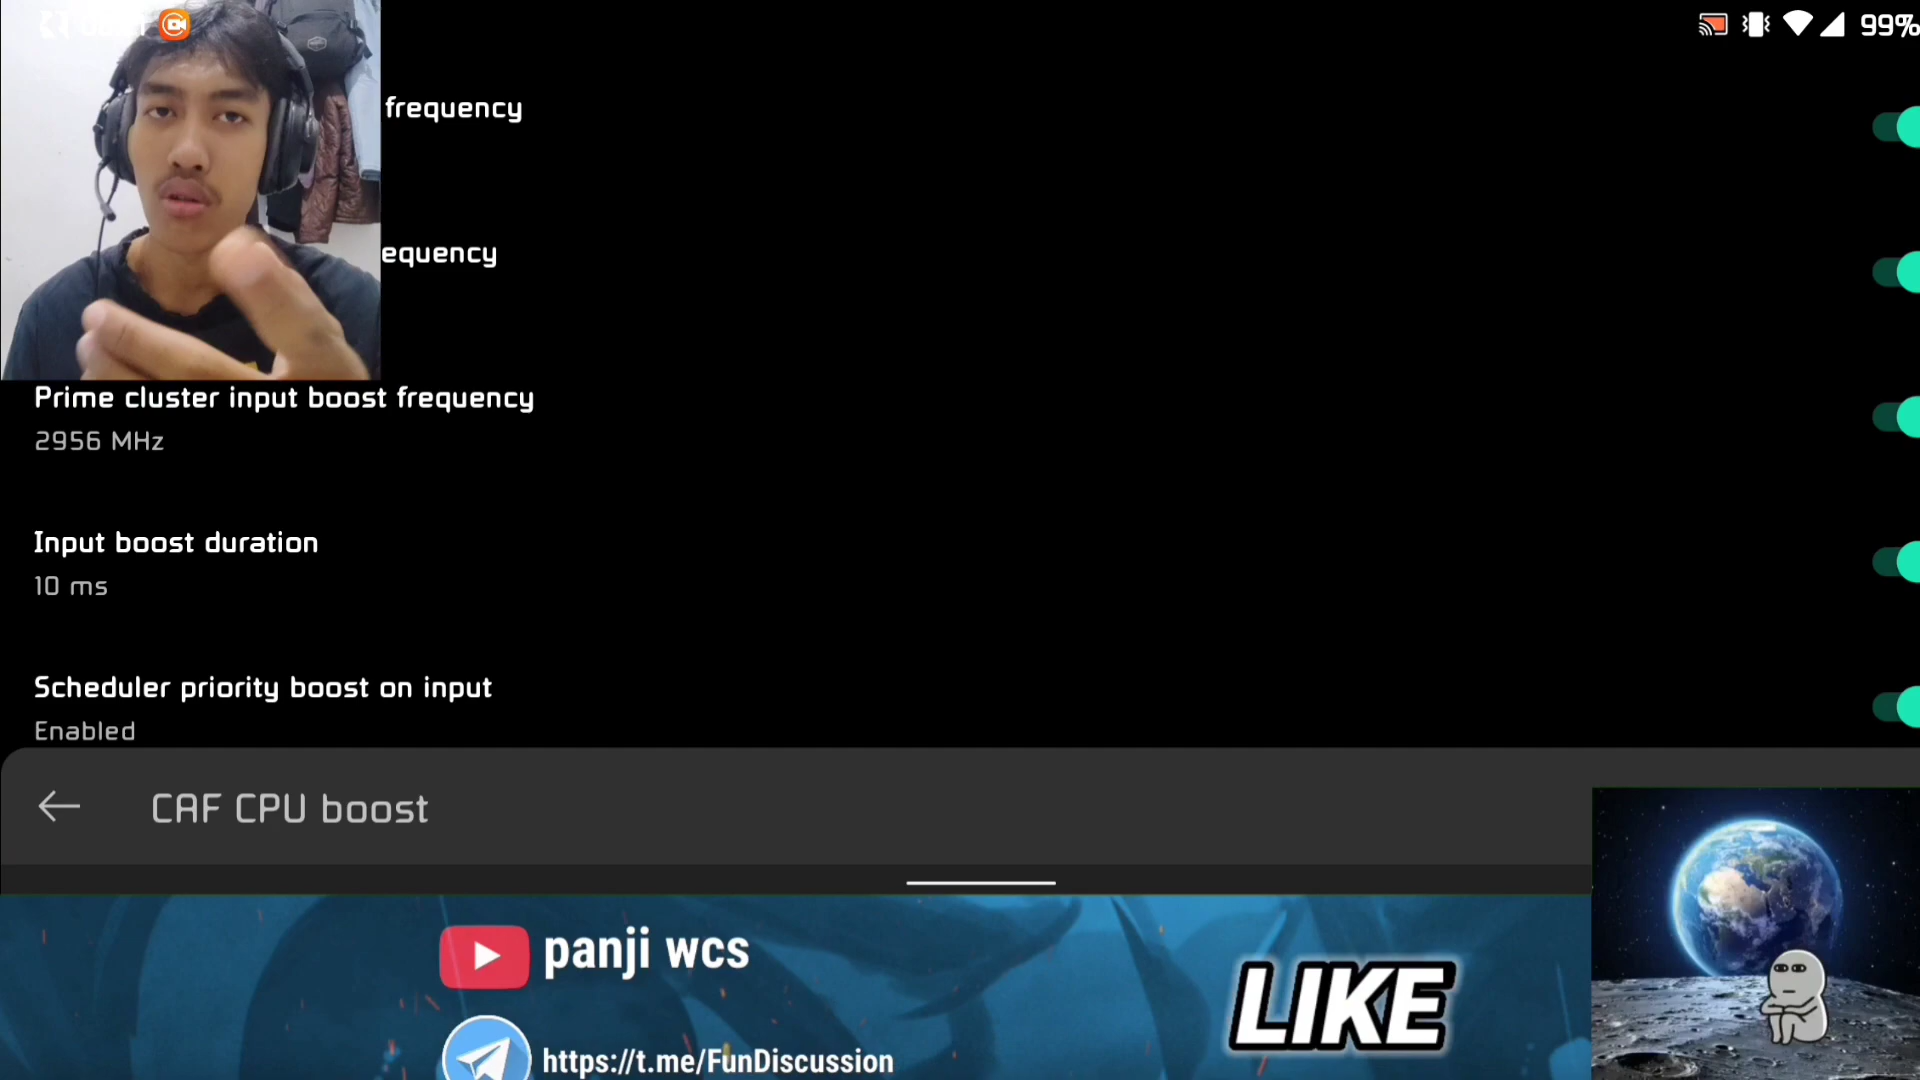 99%
frequency
equency
Prime cluster input boost frequency
2956 MHz
Input boost duration
10 ms
Scheduler priority boost on input
Enabled
CAF CPU boost
panji wcs
LIKE
https://t.me/FunDiscussion